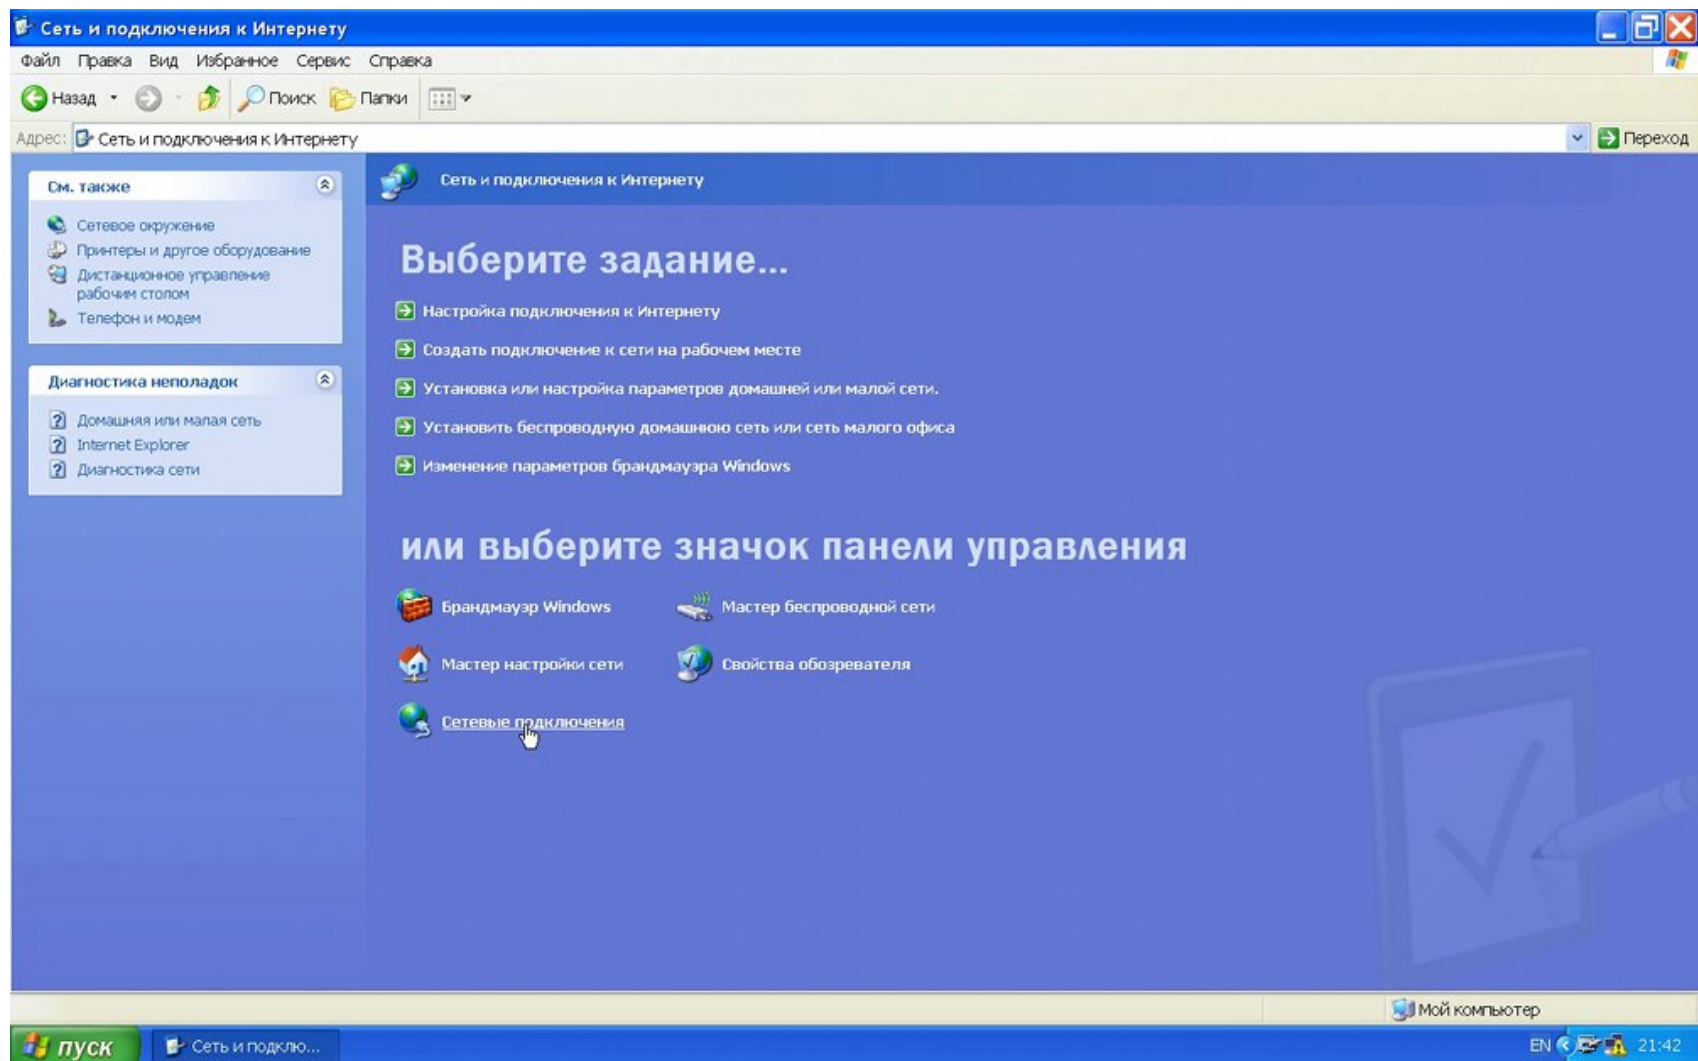 Сеть и подключения к Интернету
Файл Правка Вид Избранное Сервис Справка
Назад Поиск Папки
Адрес: Сеть и подключения к Интернету Переход
См. также
Сетевое окружение
Принтеры и другое оборудование
Дистанционное управление
рабочим столом
Телефон и модем
Диагностика неполадок
Домашняя или малая сеть
Internet Explorer
Диагностика сети
Сеть и подключения к Интернету
Выберите задание...
Настройка подключения к Интернету
Создать подключение к сети на рабочем месте
Установка или настройка параметров домашней или малой сети.
Установить беспроводную домашнюю сеть или сеть малого офиса
Изменение параметров брандмауэра Windows
или выберите значок панели управления
Брандмауэр Windows Мастер беспроводной сети
Мастер настройки сети Свойства обозревателя
Сетевые подключения
Мой компьютер
пуск Сеть и подклю... EN 21:42